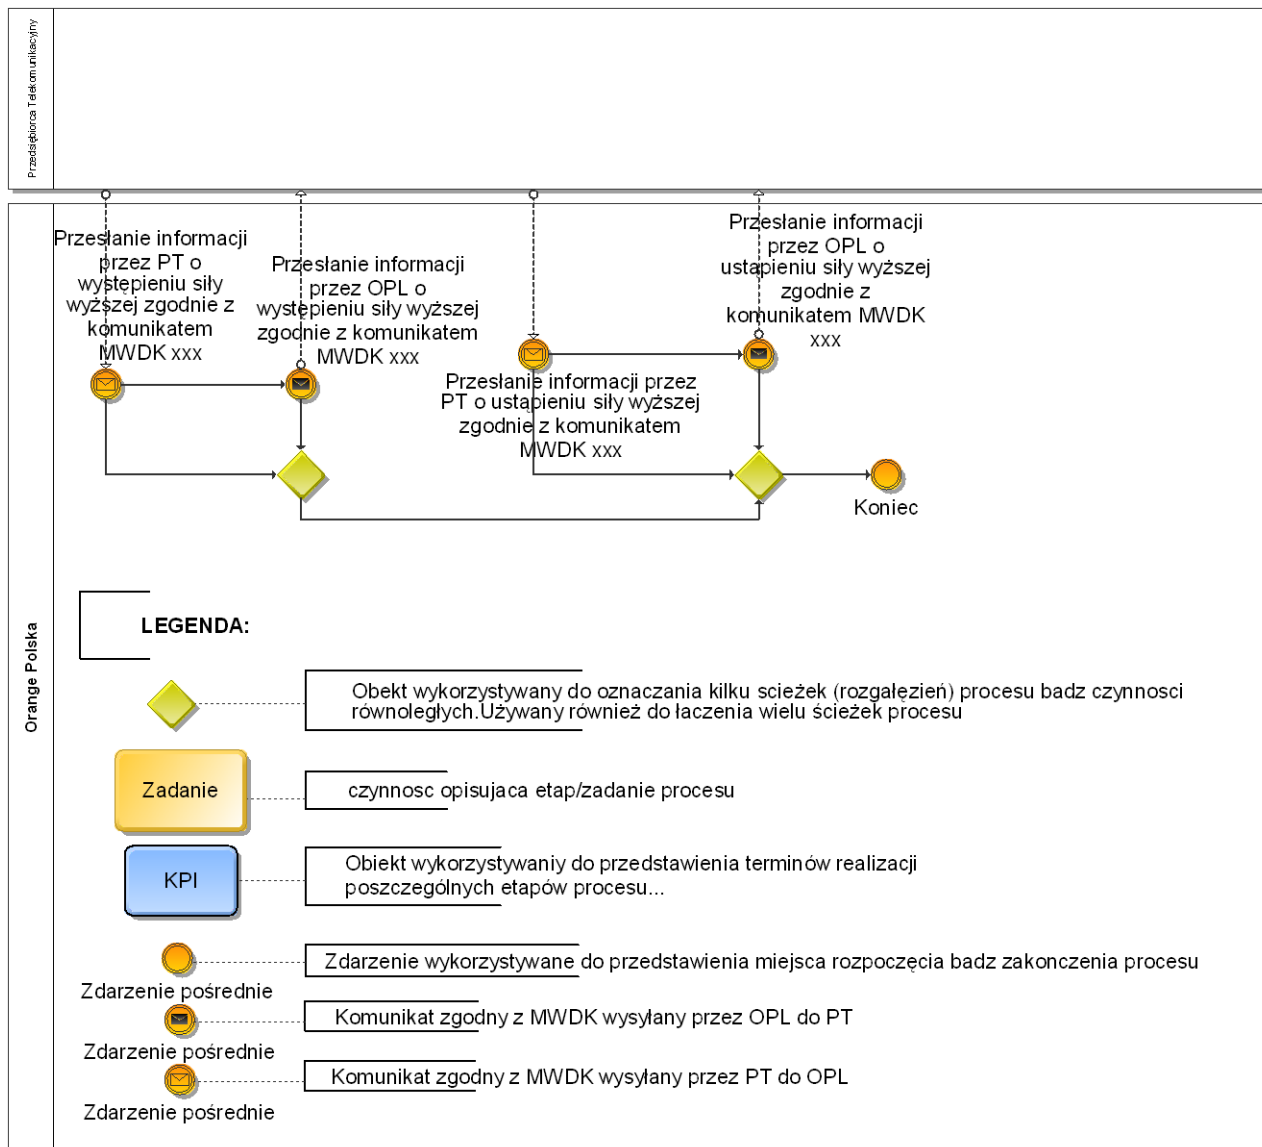 Przedsiębiorca Telekomunikacyjny
Orange Polska
Przesłanie informacji
przez PT o
występieniu siły
wyższej zgodnie z
komunikatem
MWDK xxx
Przesłanie informacji
przez OPL o
wystepieniu siły wyższej
zgodnie z komunikatem
MWDK xxx
Przesłanie informacji przez
PT o ustąpieniu siły wyższej
zgodnie z komunikatem
MWDK xxx
Przesłanie informacji
przez OPL o
ustąpieniu siły wyższej
zgodnie z
komunikatem MWDK
xxx
Koniec
LEGENDA:
Obekt wykorzystywany do oznaczania kilku scieżek (rozgałęzień) procesu badz czynnosci
równoległych.Używany również do łaczenia wielu ścieżek procesu
Zadanie
czynnosc opisujaca etap/zadanie procesu
KPI
Obiekt wykorzystywaniy do przedstawienia terminów realizacji
poszczególnych etapów procesu...
Zdarzenie wykorzystywane do przedstawienia miejsca rozpoczęcia badz zakonczenia procesu
Zdarzenie pośrednie
Komunikat zgodny z MWDK wysyłany przez OPL do PT
Zdarzenie pośrednie
Komunikat zgodny z MWDK wysyłany przez PT do OPL
Zdarzenie pośrednie